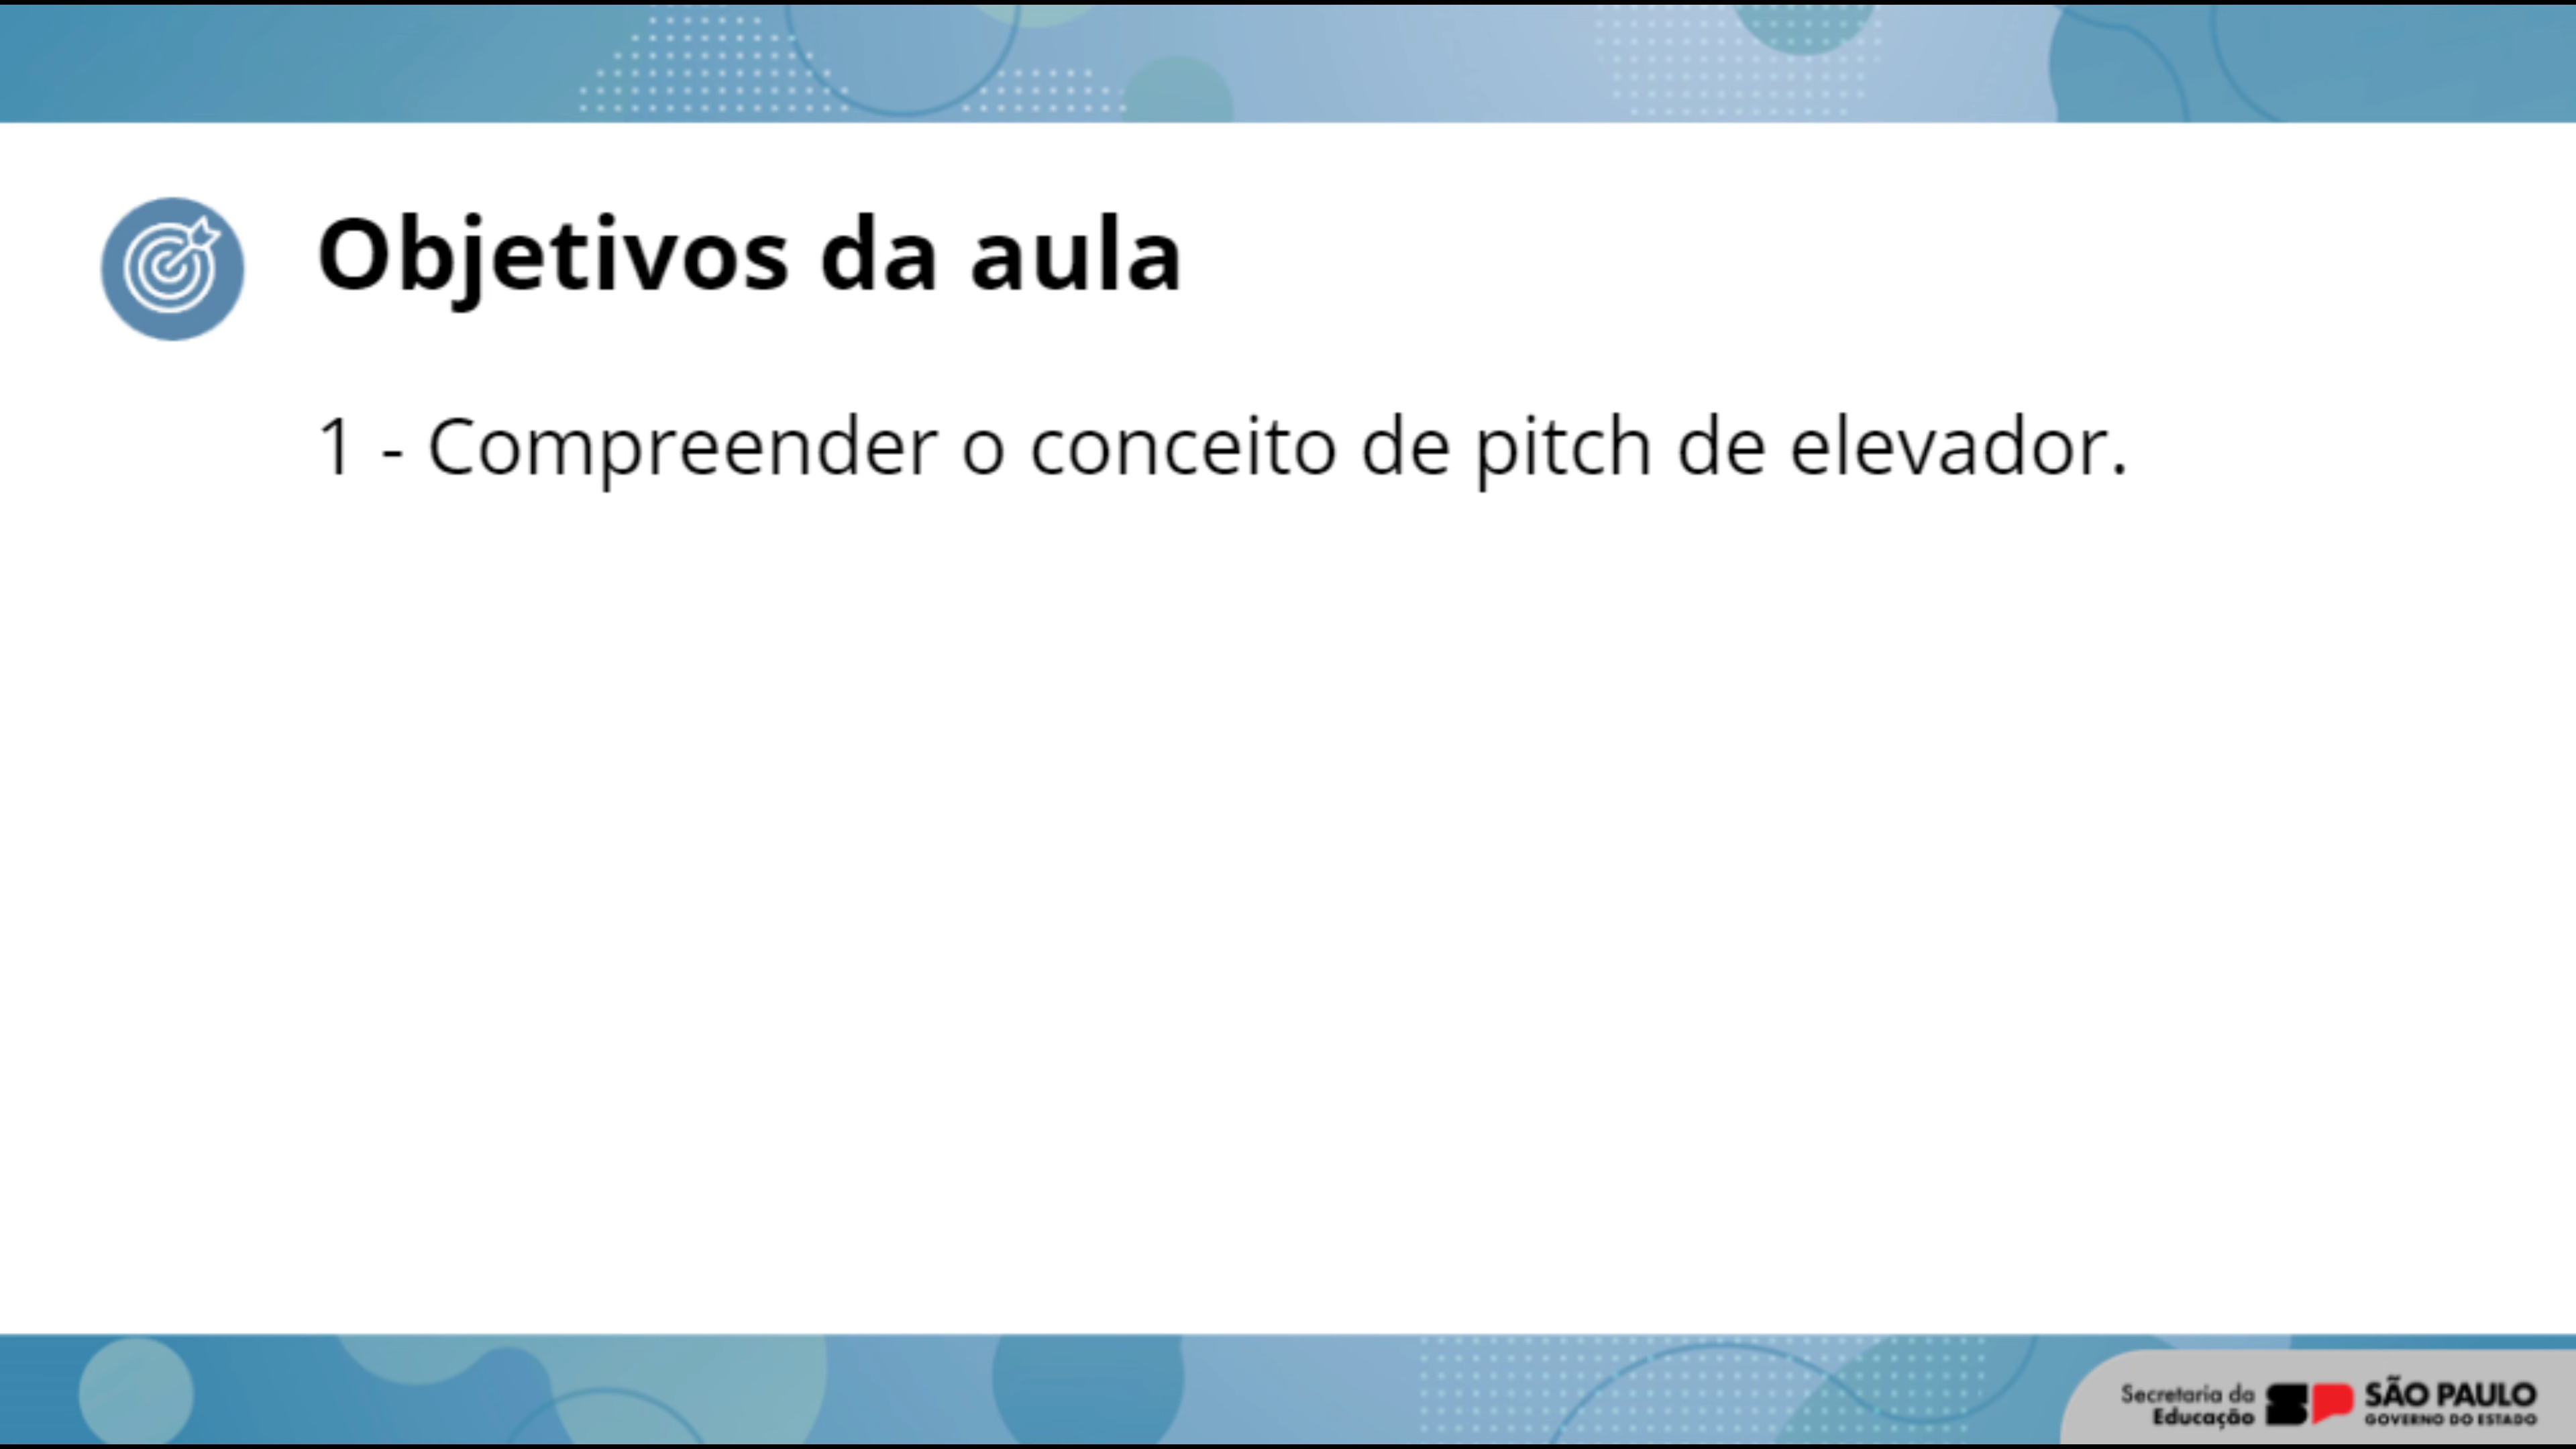 Objetivos da aula
1 - Compreender o conceito de pitch de elevador.
Secretaria da
Educação
SÃO PAULO
GOVERNO DO ESTADO